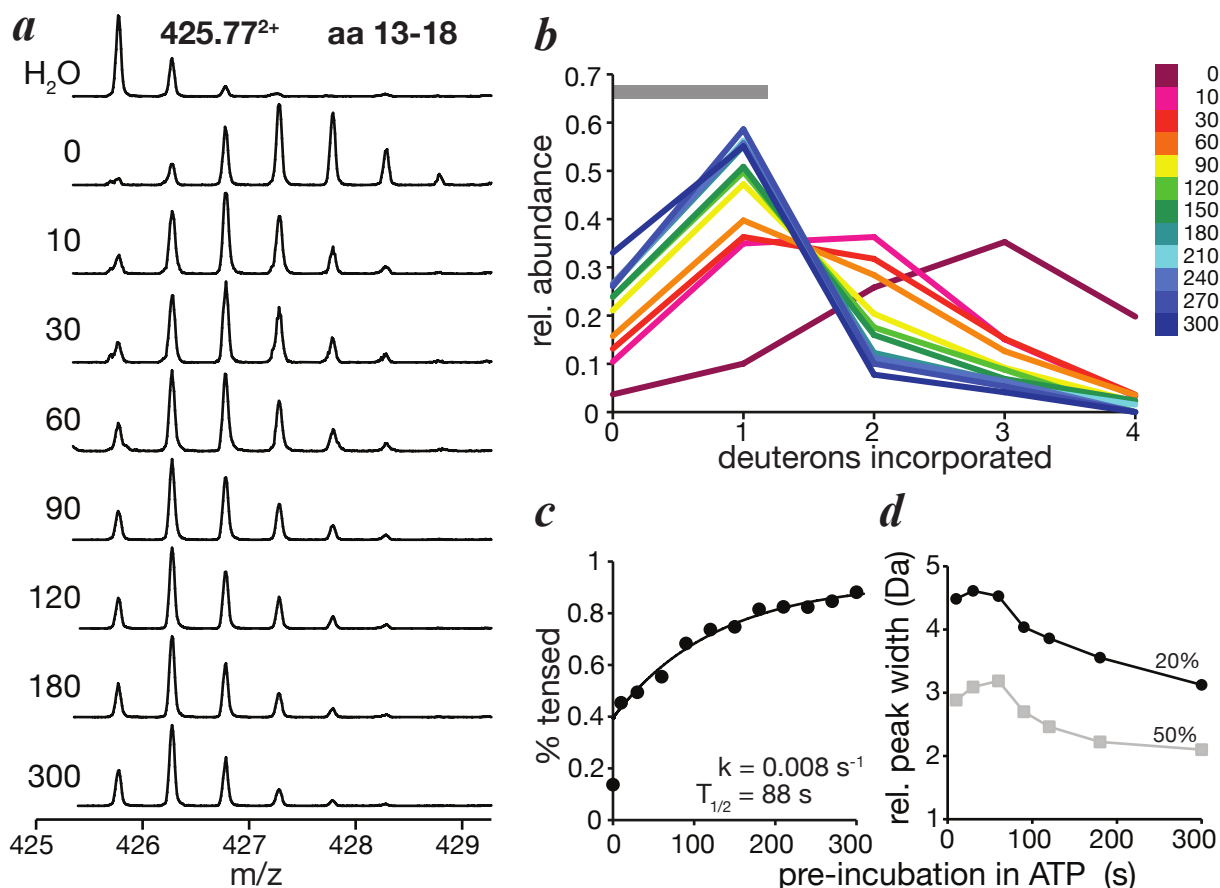 a
425.77²⁺ aa 13-18
H₂O
0
10
30
60
90
120
180
300
425 426 427 428 429
m/z
b
0.7
0.6
0.5
0.4
0.3
0.2
0.1
0
rel. abundance
0 1 2 3 4
deuterons incorporated
0
10
30
60
90
120
150
180
210
240
270
300
c
1
0.8
0.6
0.4
0.2
0
% tensed
k = 0.008 s⁻¹
T₁/₂ = 88 s
0 100 200 300
d
5
4
3
2
1
rel. peak width (Da)
20%
50%
0 100 200 300
pre-incubation in ATP (s)